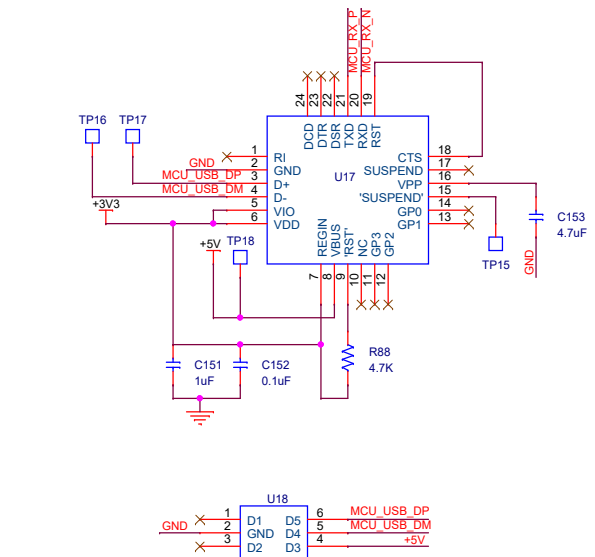 MCU_RX_P
MCU_RX_N
24
23
22
21
20
19
DCD
DTR
DSR
TXD
RXD
RST
TP16
TP17
U17
GND
MCU_USB_DP
MCU_USB_DM
+3V3
1
2
3
4
5
6
RI
GND
D+
D-
VIO
VDD
CTS
SUSPEND
VPP
'SUSPEND'
GP0
GP1
18
17
16
15
14
13
C153
4.7uF
GND
TP15
+5V
TP18
REGIN
VBUS
'RST'
NC
GP3
GP2
7
8
9
10
11
12
C151
1uF
C152
0.1uF
R88
4.7K
U18
GND
1
2
3
D1
GND
D2
D5
D4
D3
6
5
4
MCU_USB_DP
MCU_USB_DM
+5V